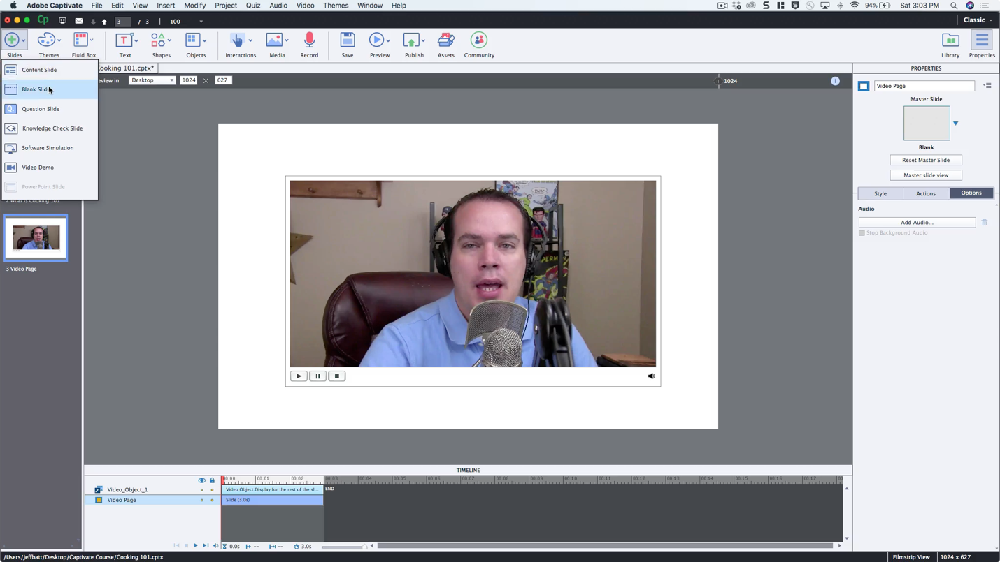 Adobe Captivate File Edit View Insert Modify Project Quiz Audio Video Themes Window Help 94% Sat 3:03 PM
Cp 3 / 3 100 Classic
Slides Themes Fluid Box Text Shapes Objects Interactions Media Record Save Preview Publish Assets Community Library Properties
Cooking 101.cptx*
eview in Desktop 1024 627 1024
Content Slide
Blank Slide
Question Slide
Knowledge Check Slide
Software Simulation
Video Demo
PowerPoint Slide
2 What is Cooking 101
3 Video Page
PROPERTIES
Video Page
Master Slide
Blank
Reset Master Slide
Master slide view
Style Actions Options
Audio
Add Audio...
Stop Background Audio
TIMELINE
00:00 00:01 00:02 00:03 00:04 00:05 00:06 00:07 00:08 00:09 00:10 00:11 00:12 00:13 00:14 00:15 00:16 00:17 00
Video_Object_1 Video Object:Display for the rest of the sl... END
Video Page Slide (3.0s)
0.0s -- -- 3.0s
/Users/jeffbatt/Desktop/Captivate Course/Cooking 101.cptx Filmstrip View 1024 x 627